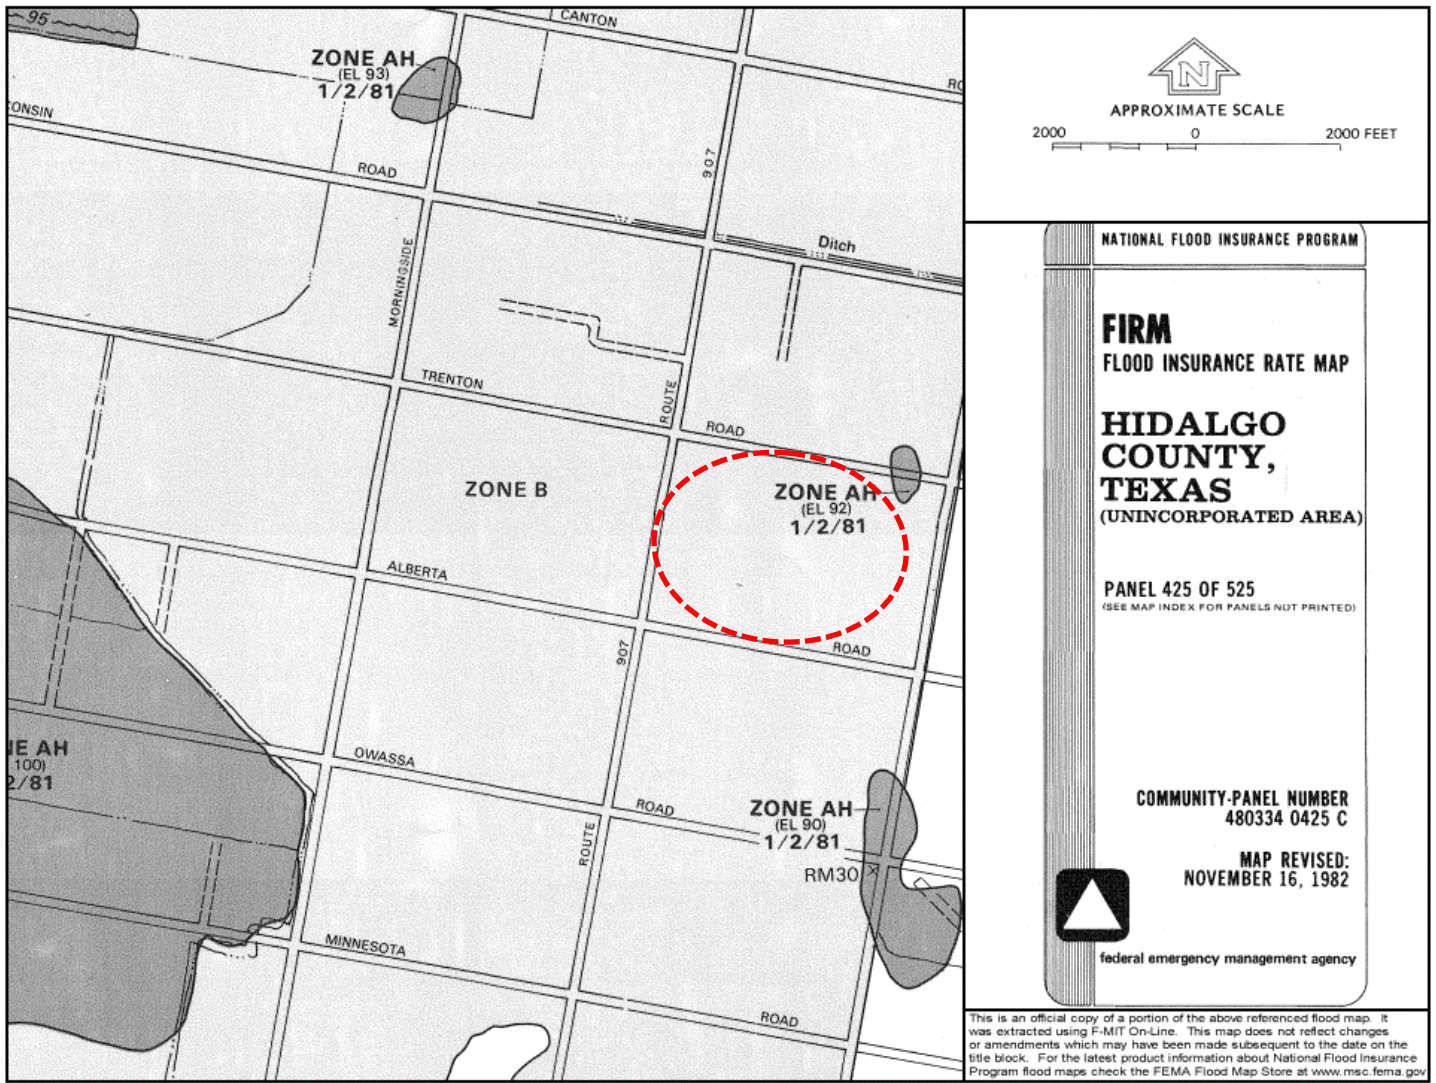 95
CANTON
ZONE AH
(EL 93)
1/2/81
RO
CONSIN
ROAD
907
MORNINGSIDE
Ditch
TRENTON
ROUTE
ROAD
ZONE B
ZONE AH
(EL 92)
1/2/81
ALBERTA
ROAD
907
NE AH
100)
2/81
OWASSA
ROAD
ROUTE
ZONE AH
(EL 90)
1/2/81
RM30
MINNESOTA
ROAD
N
APPROXIMATE SCALE
2000 0 2000 FEET
NATIONAL FLOOD INSURANCE PROGRAM
FIRM
FLOOD INSURANCE RATE MAP
HIDALGO
COUNTY,
TEXAS
(UNINCORPORATED AREA)
PANEL 425 OF 525
(SEE MAP INDEX FOR PANELS NOT PRINTED)
COMMUNITY-PANEL NUMBER
480334 0425 C
MAP REVISED:
NOVEMBER 16, 1982
federal emergency management agency
This is an official copy of a portion of the above referenced flood map. It
was extracted using F-MIT On-Line. This map does not reflect changes
or amendments which may have been made subsequent to the date on the
title block. For the latest product information about National Flood Insurance
Program flood maps check the FEMA Flood Map Store at www.msc.fema.gov